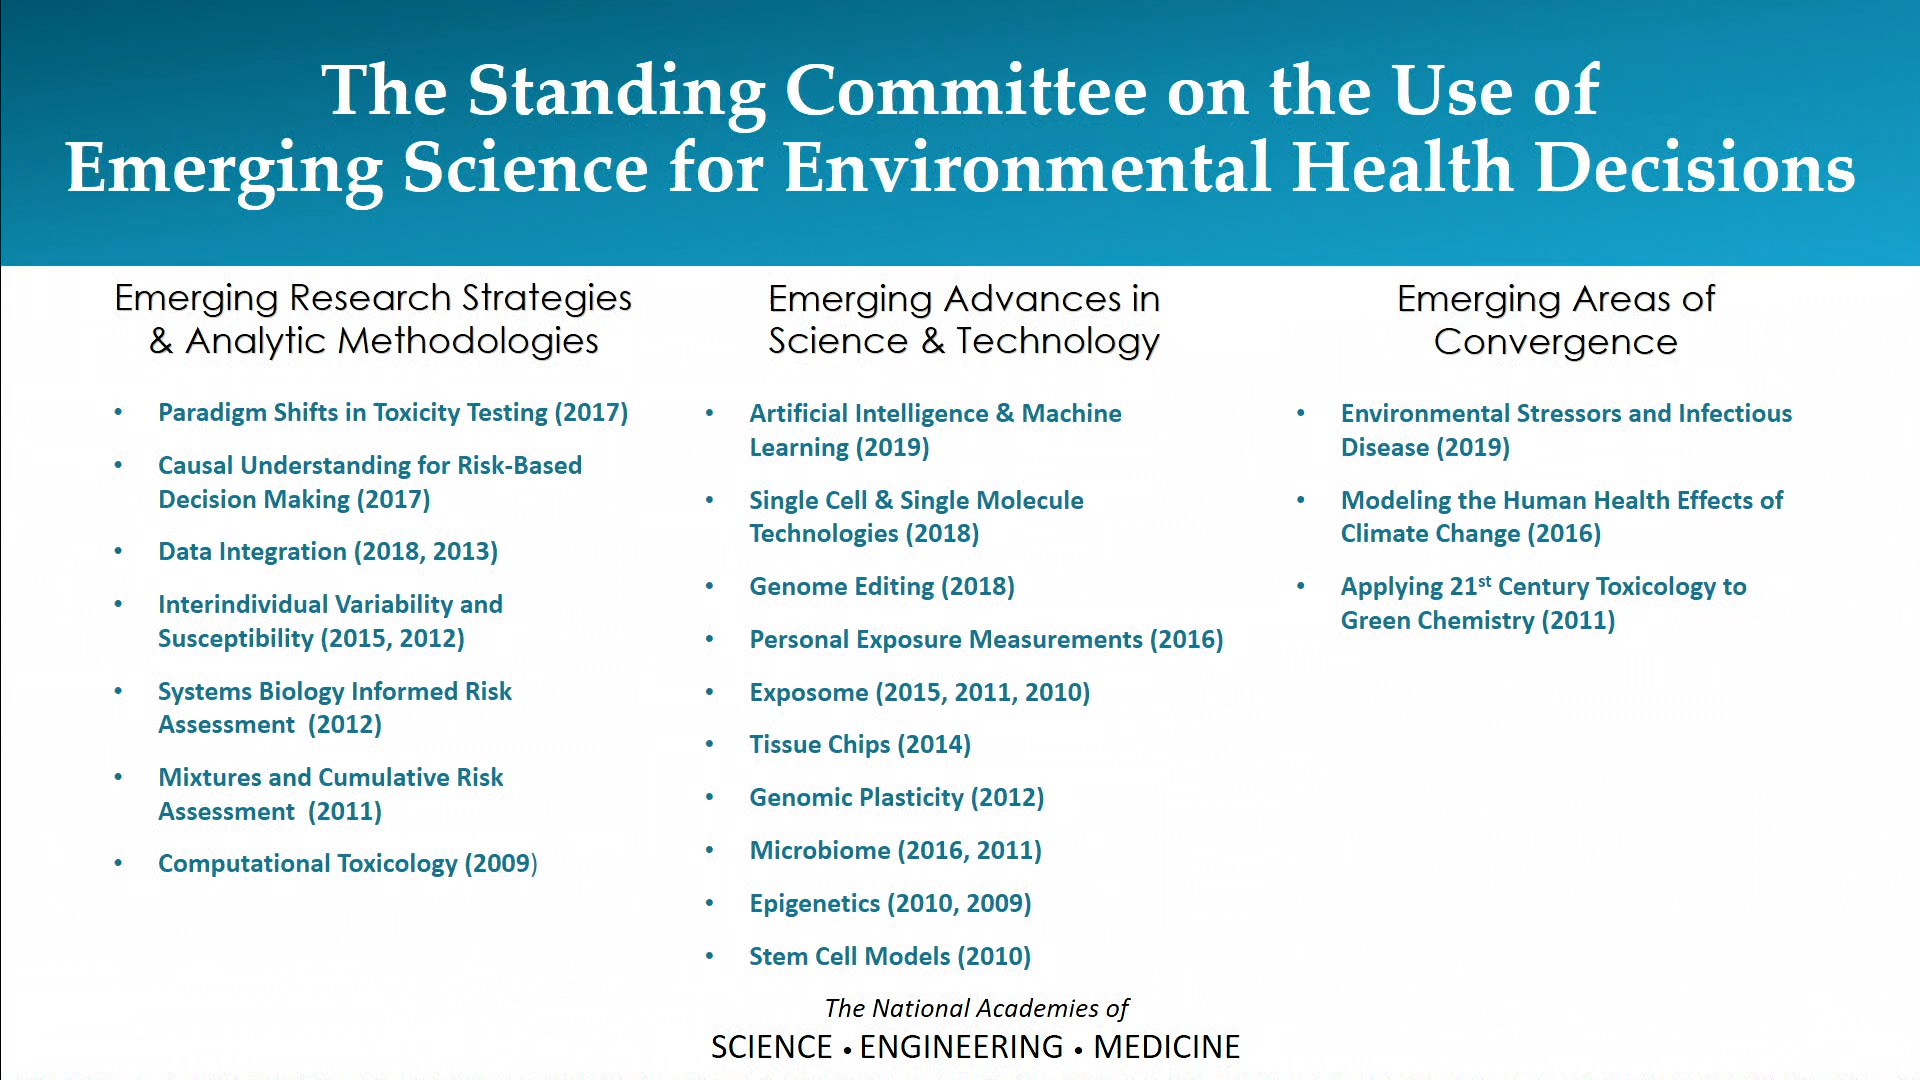 The Standing Committee on the Use of
Emerging Science for Environmental Health Decisions
Emerging Research Strategies
& Analytic Methodologies
• Paradigm Shifts in Toxicity Testing (2017)
• Causal Understanding for Risk-Based
Decision Making (2017)
• Data Integration (2018, 2013)
• Interindividual Variability and
Susceptibility (2015, 2012)
• Systems Biology Informed Risk
Assessment  (2012)
• Mixtures and Cumulative Risk
Assessment  (2011)
• Computational Toxicology (2009)
Emerging Advances in
Science & Technology
• Artificial Intelligence & Machine
Learning (2019)
• Single Cell & Single Molecule
Technologies (2018)
• Genome Editing (2018)
• Personal Exposure Measurements (2016)
• Exposome (2015, 2011, 2010)
• Tissue Chips (2014)
• Genomic Plasticity (2012)
• Microbiome (2016, 2011)
• Epigenetics (2010, 2009)
• Stem Cell Models (2010)
Emerging Areas of
Convergence
• Environmental Stressors and Infectious
Disease (2019)
• Modeling the Human Health Effects of
Climate Change (2016)
• Applying 21st Century Toxicology to
Green Chemistry (2011)
The National Academies of
SCIENCE • ENGINEERING • MEDICINE